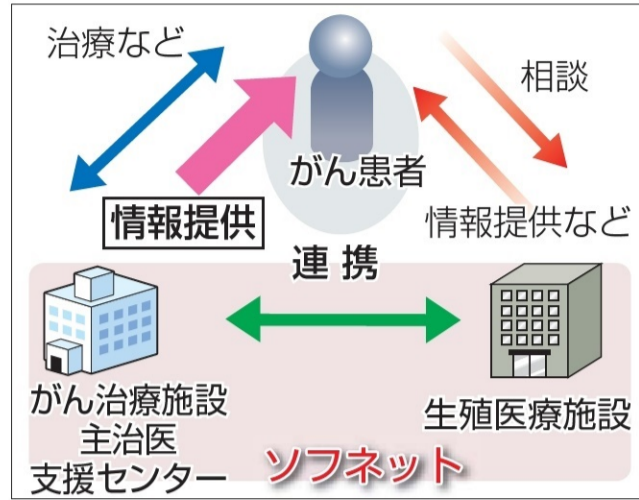 治療など
相談
がん患者
情報提供
情報提供など
連携
がん治療施設
主治医
支援センター
生殖医療施設
ソフネット